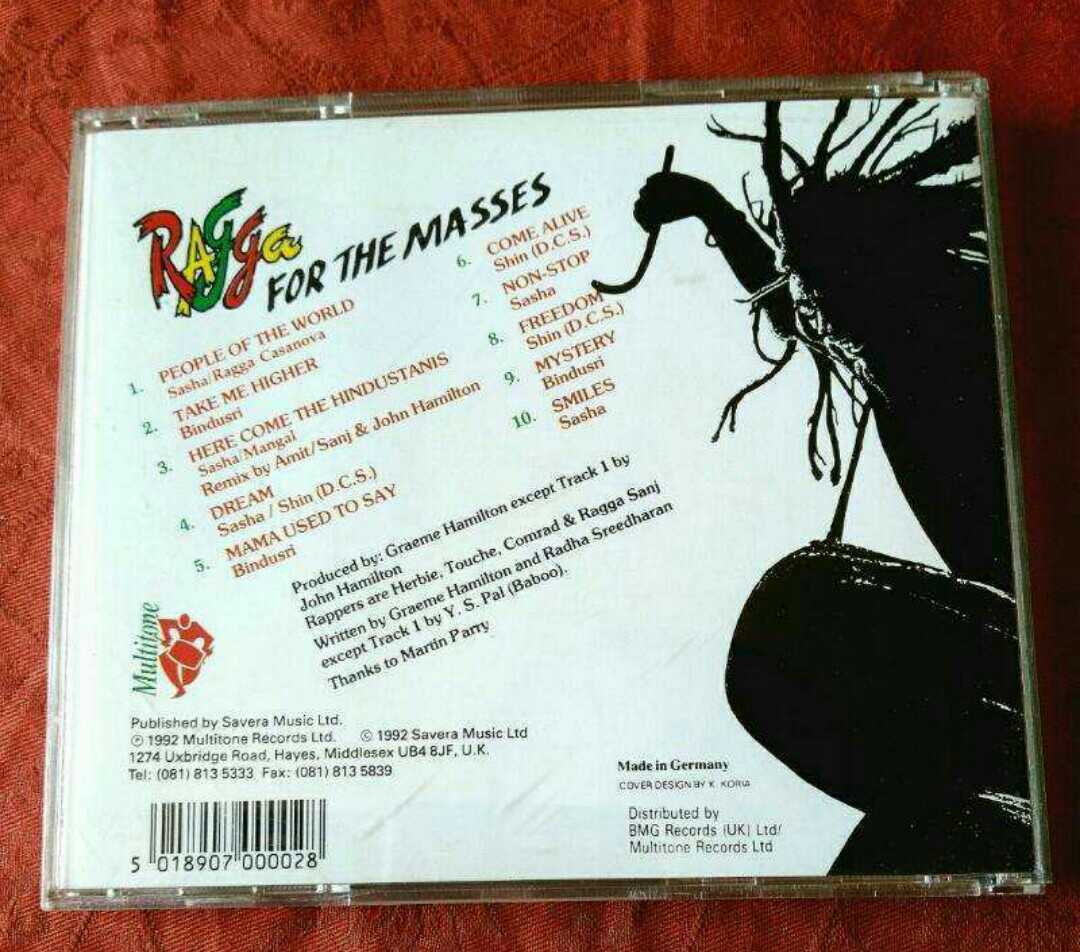 RAGGa FOR THE MASSES
1. PEOPLE OF THE WORLD
Sasha/Ragga Casanova
2. TAKE ME HIGHER
Bindusri
3. HERE COME THE HINDUSTANIS
Sasha/Mangal
Remix by Amit/Sanj & John Hamilton
4. DREAM
Sasha / Shin (D.C.S.)
5. MAMA USED TO SAY
Bindusri
6. COME ALIVE
Shin (D.C.S.)
7. NON-STOP
Sasha
8. FREEDOM
Shin (D.C.S.)
9. MYSTERY
Bindusri
10. SMILES
Sasha
Produced by: Graeme Hamilton except Track 1 by
John Hamilton
Rappers are Herbie, Touche, Comrad & Ragga Sanj
Written by Graeme Hamilton and Radha Sreedharan
except Track 1 by Y. S. Pal (Baboo).
Thanks to Martin Parry
Multitone
Published by Savera Music Ltd.
℗ 1992 Multitone Records Ltd. © 1992 Savera Music Ltd
1274 Uxbridge Road, Hayes, Middlesex UB4 8JF, U.K.
Tel: (081) 813 5333 Fax: (081) 813 5839
5 018907 000028
Made in Germany
COVER DESIGN BY K. KORIA
Distributed by
BMG Records (UK) Ltd/
Multitone Records Ltd